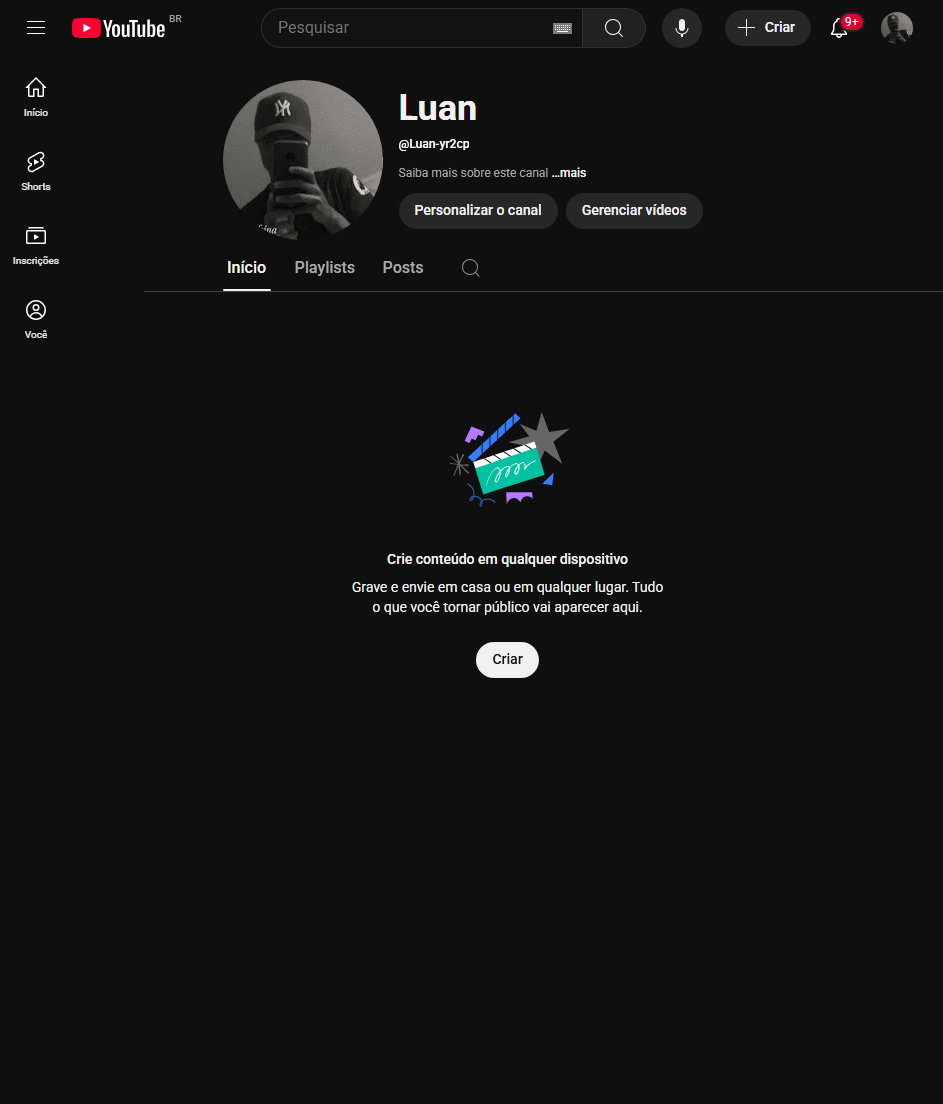 YouTube BR
Pesquisar
Criar
9+
Início
Shorts
Inscrições
Você
Luan
@Luan-yr2cp
Saiba mais sobre este canal ...mais
Personalizar o canal
Gerenciar vídeos
Início
Playlists
Posts
Crie conteúdo em qualquer dispositivo
Grave e envie em casa ou em qualquer lugar. Tudo
o que você tornar público vai aparecer aqui.
Criar